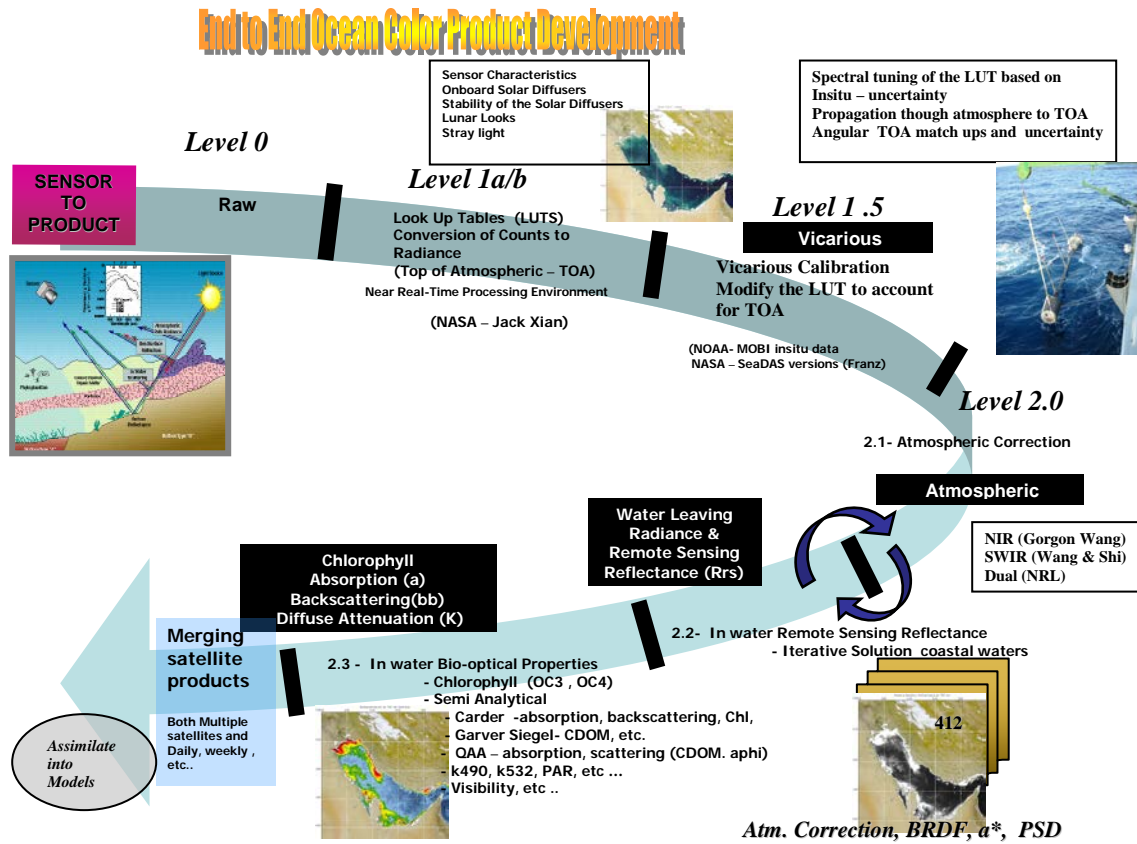 End to End Ocean Color Product Development
Sensor Characteristics
Onboard Solar Diffusers
Stability of the Solar Diffusers
Lunar Looks
Stray light
Spectral tuning of the LUT based on
Insitu – uncertainty
Propagation though atmosphere to TOA
Angular TOA match ups and uncertainty
Level 0
SENSOR
TO
PRODUCT
Raw
Level 1a/b
Look Up Tables (LUTS)
Conversion of Counts to
Radiance
(Top of Atmospheric – TOA)
Near Real-Time Processing Environment
(NASA – Jack Xian)
Level 1 .5
Vicarious
Vicarious Calibration
Modify the LUT to account
for TOA
(NOAA- MOBI insitu data
NASA – SeaDAS versions (Franz)
Level 2.0
2.1- Atmospheric Correction
Atmospheric
NIR (Gorgon Wang)
SWIR (Wang & Shi)
Dual (NRL)
Water Leaving
Radiance &
Remote Sensing
Reflectance (Rrs)
2.2- In water Remote Sensing Reflectance
- Iterative Solution coastal waters
412
Atm. Correction, BRDF, a*, PSD
Chlorophyll
Absorption (a)
Backscattering(bb)
Diffuse Attenuation (K)
2.3 - In water Bio-optical Properties
- Chlorophyll (OC3 , OC4)
- Semi Analytical
- Carder -absorption, backscattering, Chl,
- Garver Siegel- CDOM, etc.
- QAA – absorption, scattering (CDOM. aphi)
- k490, k532, PAR, etc ...
- Visibility, etc ..
Merging
satellite
products
Both Multiple
satellites and
Daily, weekly ,
etc..
Assimilate
into
Models